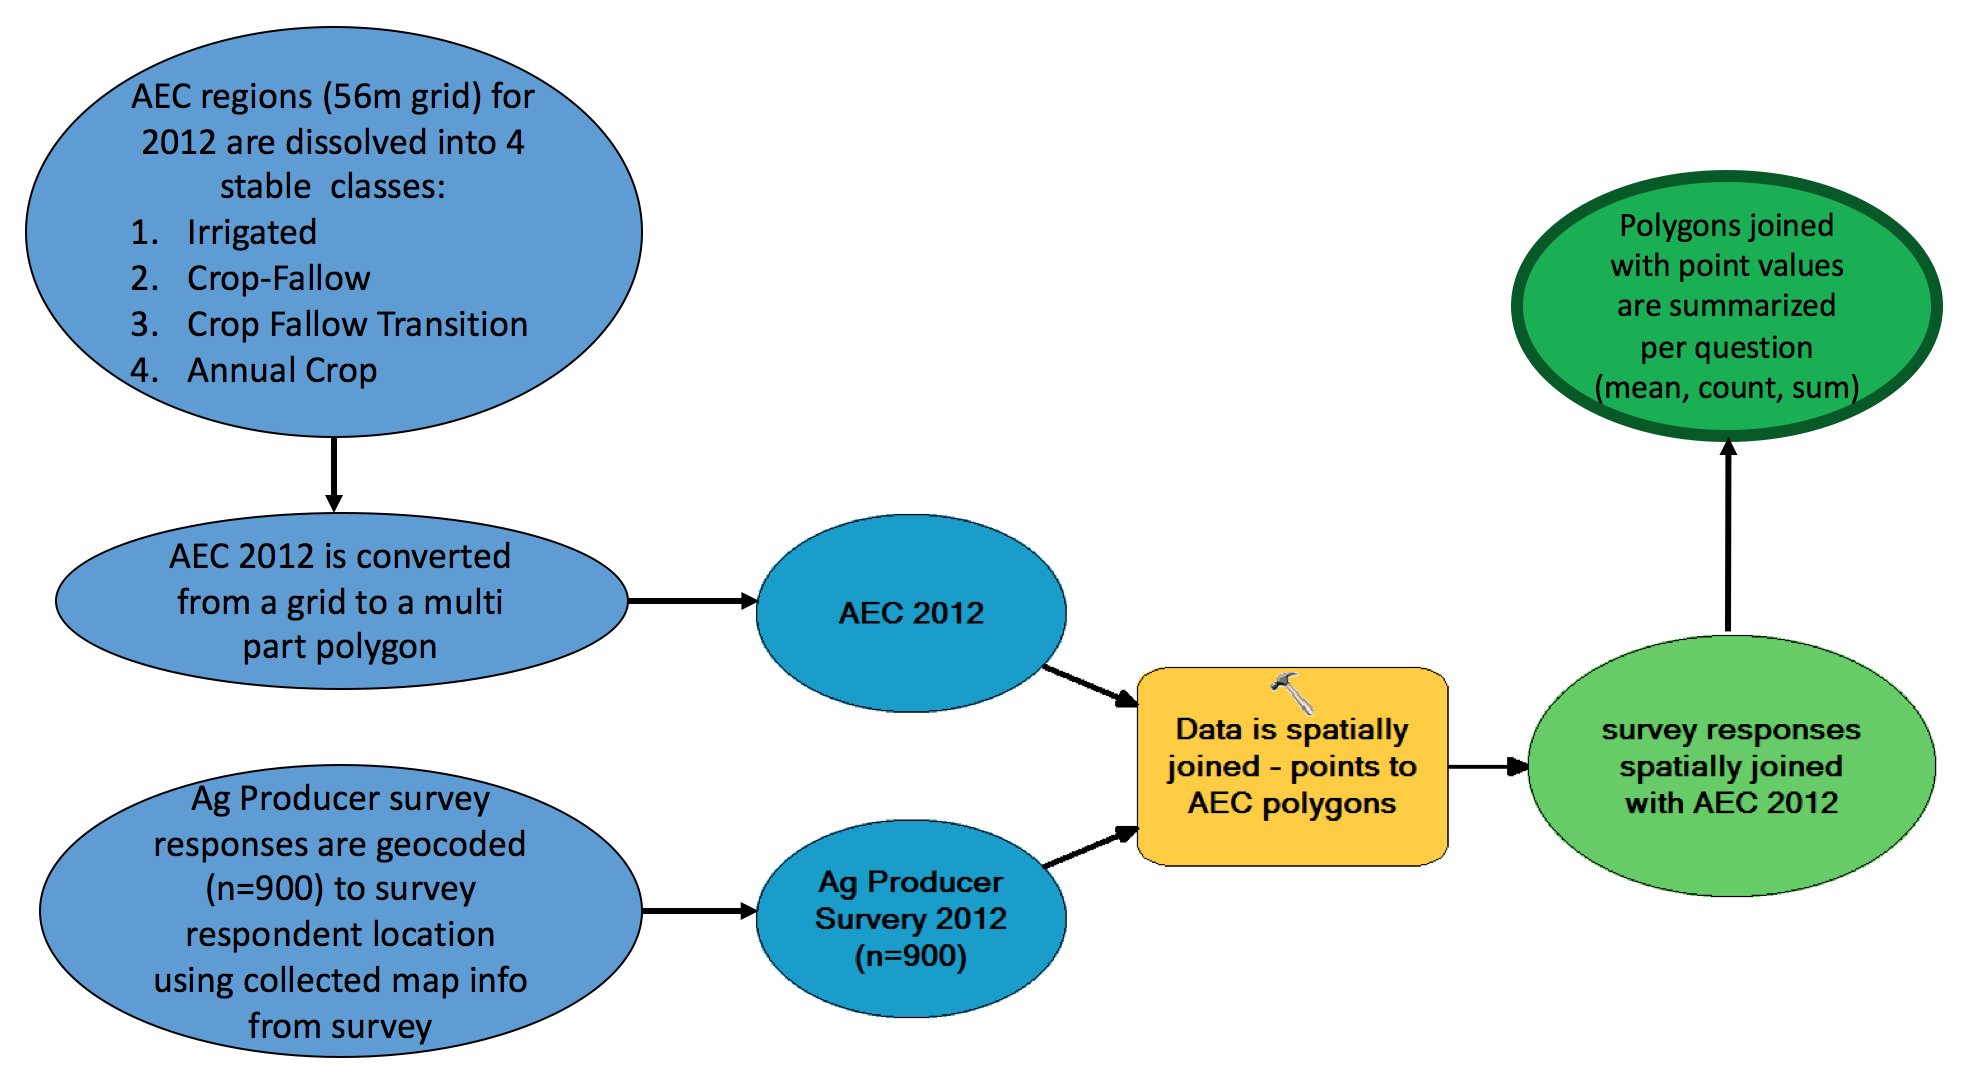 AEC regions (56m grid) for
2012 are dissolved into 4
stable classes:
1. Irrigated
2. Crop-Fallow
3. Crop Fallow Transition
4. Annual Crop
AEC 2012 is converted
from a grid to a multi
part polygon
Ag Producer survey
responses are geocoded
(n=900) to survey
respondent location
using collected map info
from survey
AEC 2012
Ag Producer
Survery 2012
(n=900)
Data is spatially
joined - points to
AEC polygons
survey responses
spatially joined
with AEC 2012
Polygons joined
with point values
are summarized
per question
(mean, count, sum)